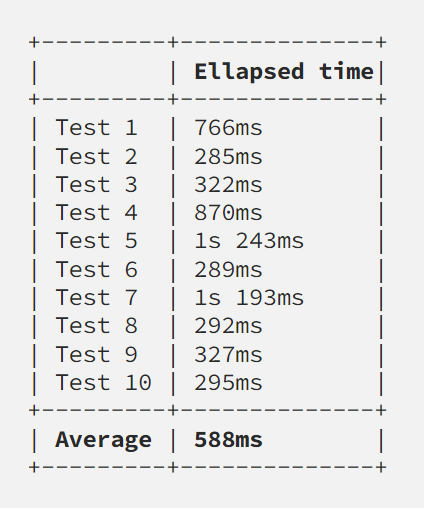 +---------+---------------+
|         | Ellapsed time|
+---------+---------------+
| Test 1  | 766ms        |
| Test 2  | 285ms        |
| Test 3  | 322ms        |
| Test 4  | 870ms        |
| Test 5  | 1s 243ms     |
| Test 6  | 289ms        |
| Test 7  | 1s 193ms     |
| Test 8  | 292ms        |
| Test 9  | 327ms        |
| Test 10 | 295ms        |
+---------+---------------+
| Average | 588ms        |
+---------+---------------+